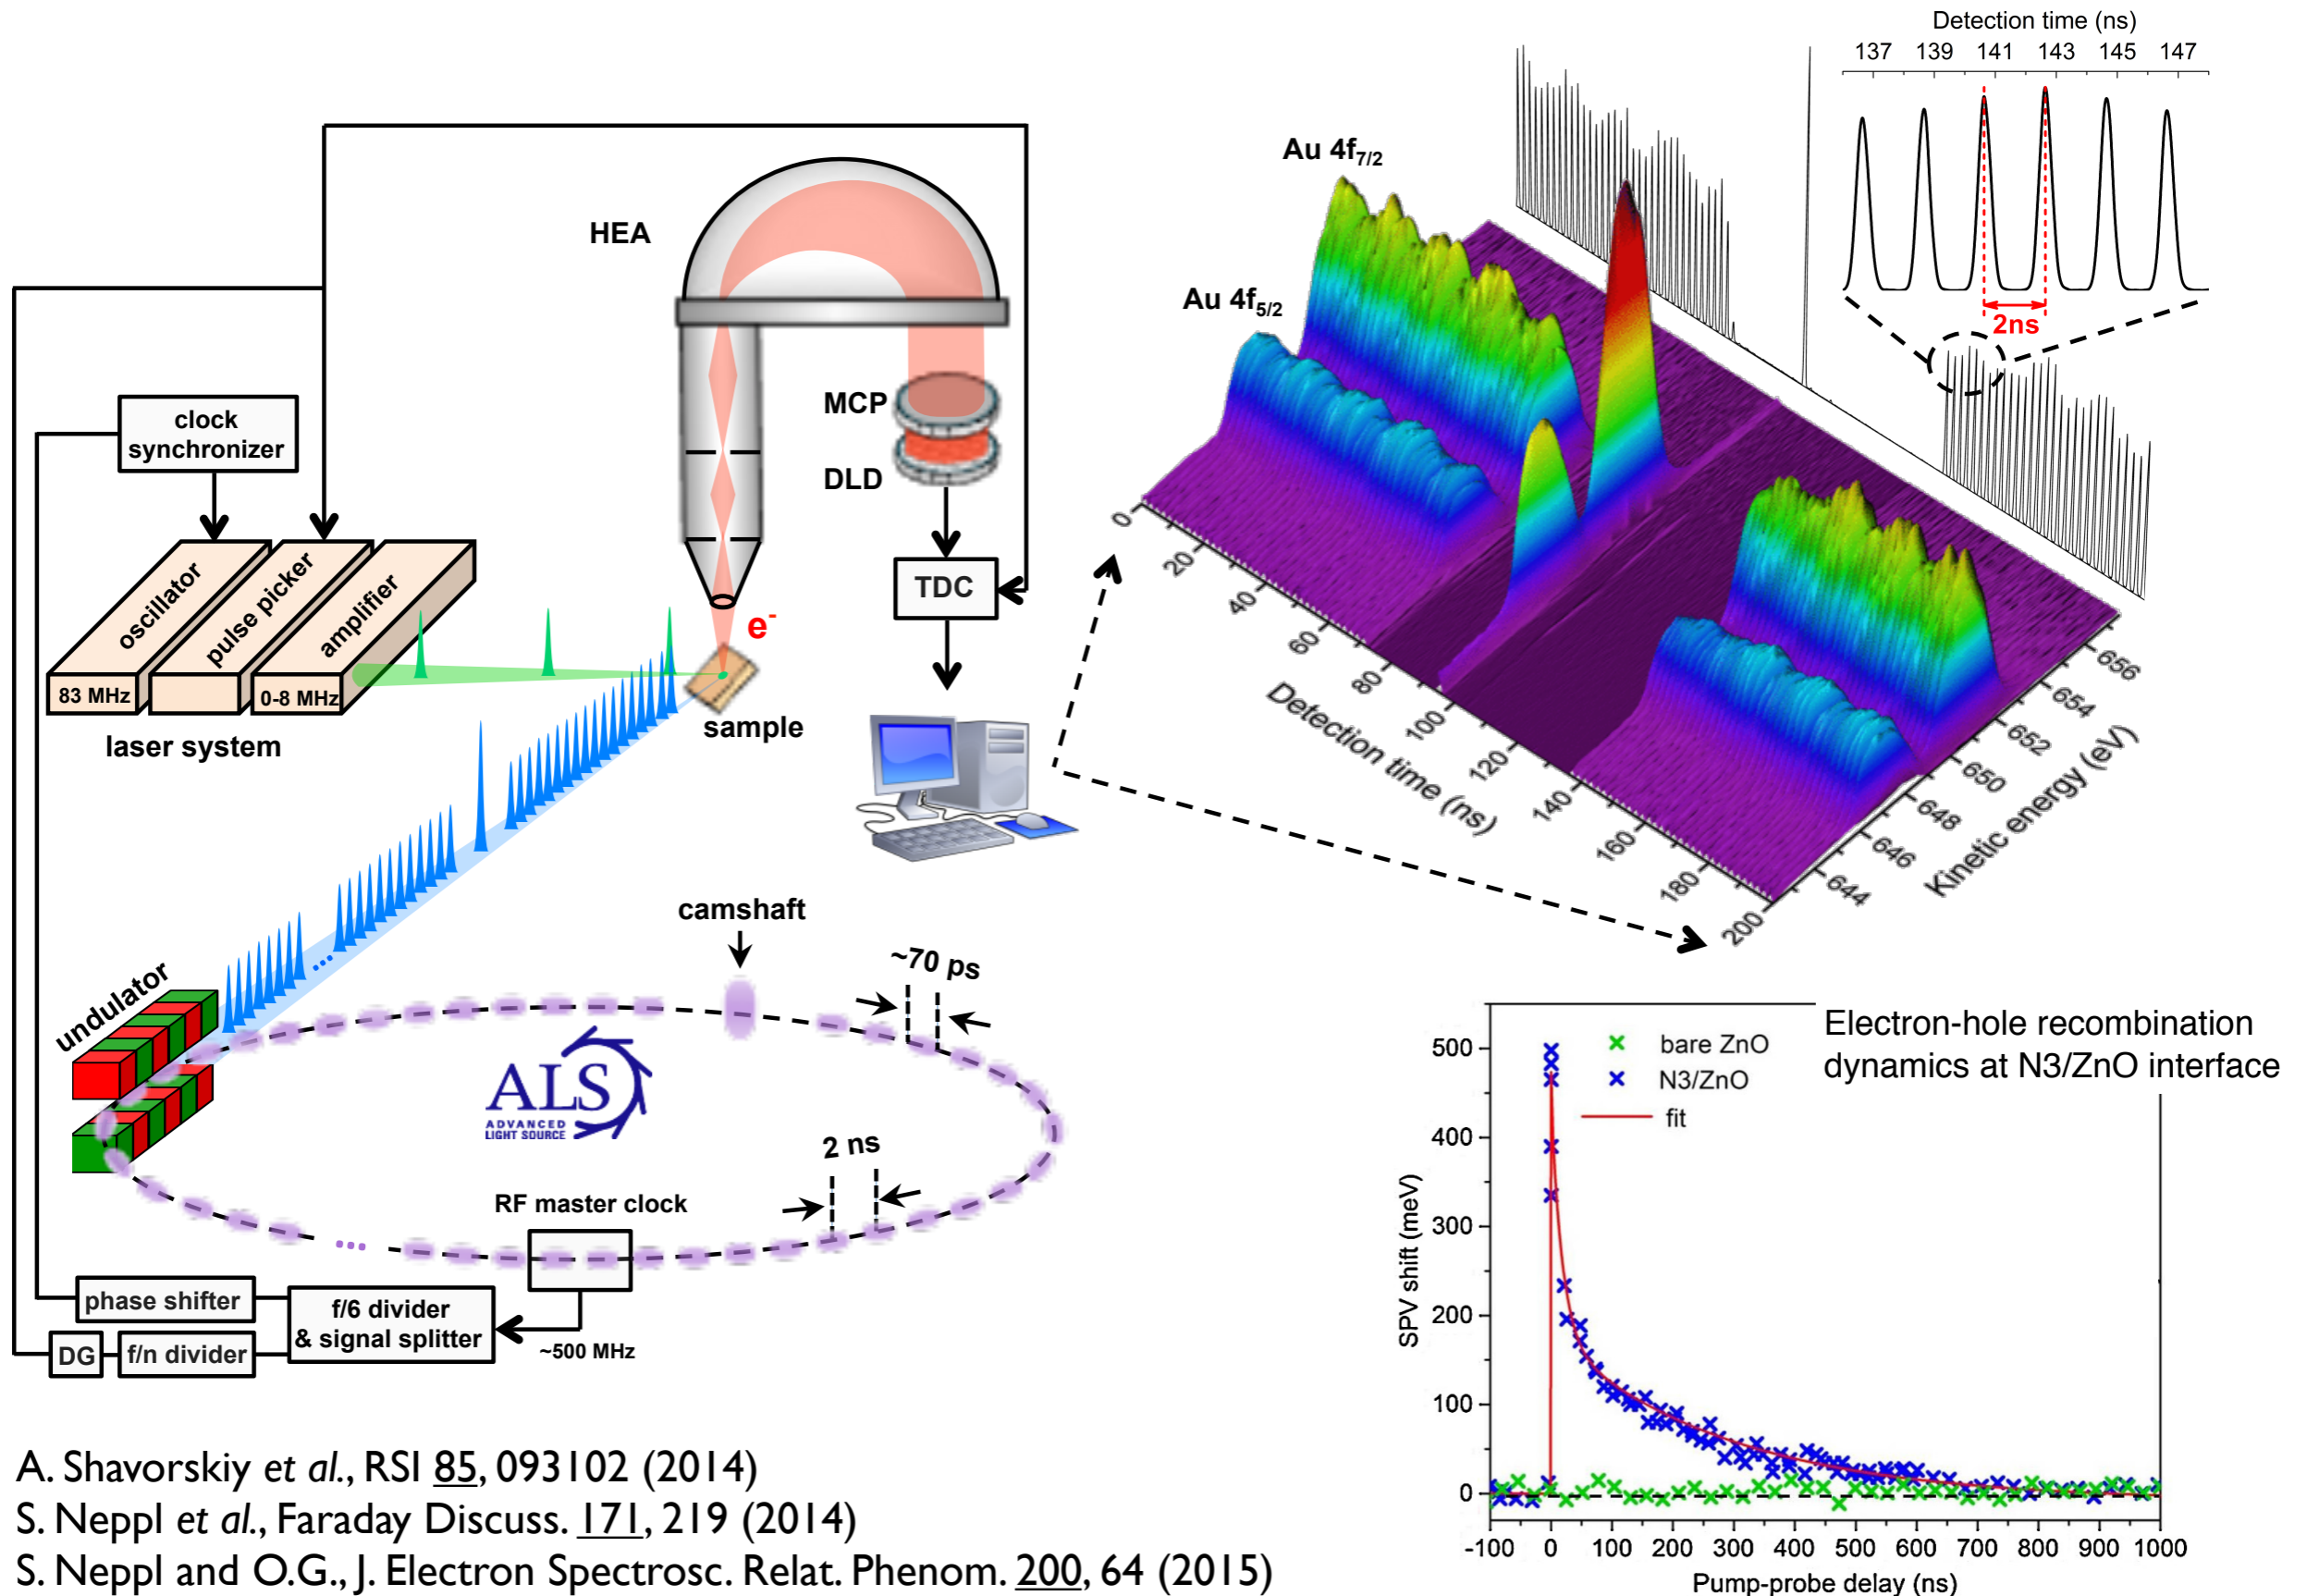 HEA
MCP
DLD
TDC
e-
sample
clock
synchronizer
oscillator
pulse picker
amplifier
83 MHz
0-8 MHz
laser system
undulator
camshaft
~70 ps
2 ns
ALS
ADVANCED
LIGHT SOURCE
RF master clock
~500 MHz
f/6 divider
& signal splitter
phase shifter
DG
f/n divider
Detection time (ns)
137 139 141 143 145 147
2ns
Au 4f7/2
Au 4f5/2
0 20 40 60 80 100 120 140 160 180 200
Detection time (ns)
644 646 648 650 652 654 656
Kinetic energy (eV)
Electron-hole recombination
dynamics at N3/ZnO interface
bare ZnO
N3/ZnO
fit
SPV shift (meV)
500
400
300
200
100
0
-100 0 100 200 300 400 500 600 700 800 900 1000
Pump-probe delay (ns)
A. Shavorskiy et al., RSI 85, 093102 (2014)
S. Neppl et al., Faraday Discuss. 171, 219 (2014)
S. Neppl and O.G., J. Electron Spectrosc. Relat. Phenom. 200, 64 (2015)